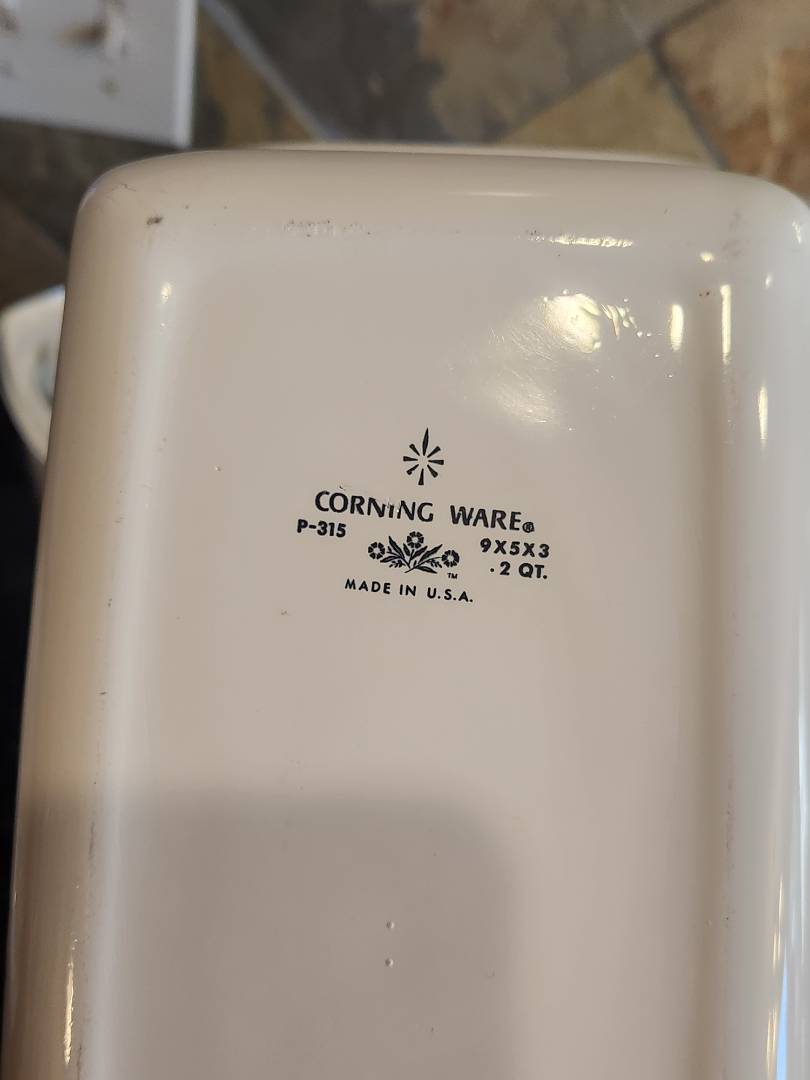 CORNING WARE®
P-315
9X5X3
· 2 QT.
TM
MADE IN U.S.A.